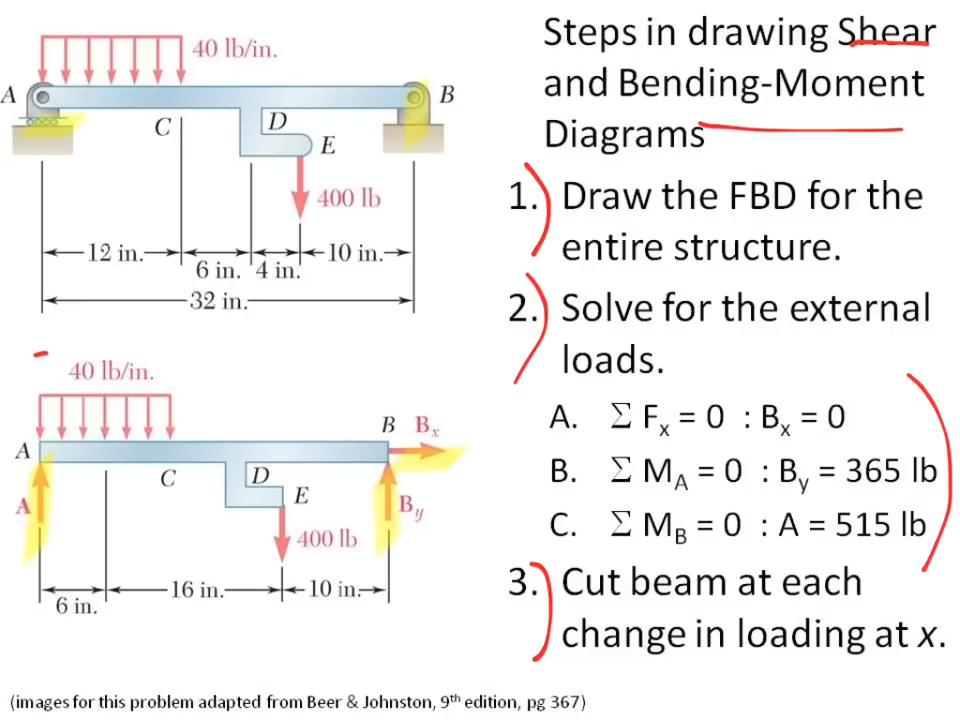 40 lb/in.
A
B
C
D
E
400 lb
12 in.
6 in.
4 in.
10 in.
32 in.
40 lb/in.
A
B
Bx
C
D
E
A
By
400 lb
6 in.
16 in.
10 in.
Steps in drawing Shear
and Bending-Moment
Diagrams
1. Draw the FBD for the
entire structure.
2. Solve for the external
loads.
A. Σ Fx = 0 : Bx = 0
B. Σ MA = 0 : By = 365 lb
C. Σ MB = 0 : A = 515 lb
3. Cut beam at each
change in loading at x.
(images for this problem adapted from Beer & Johnston, 9th edition, pg 367)